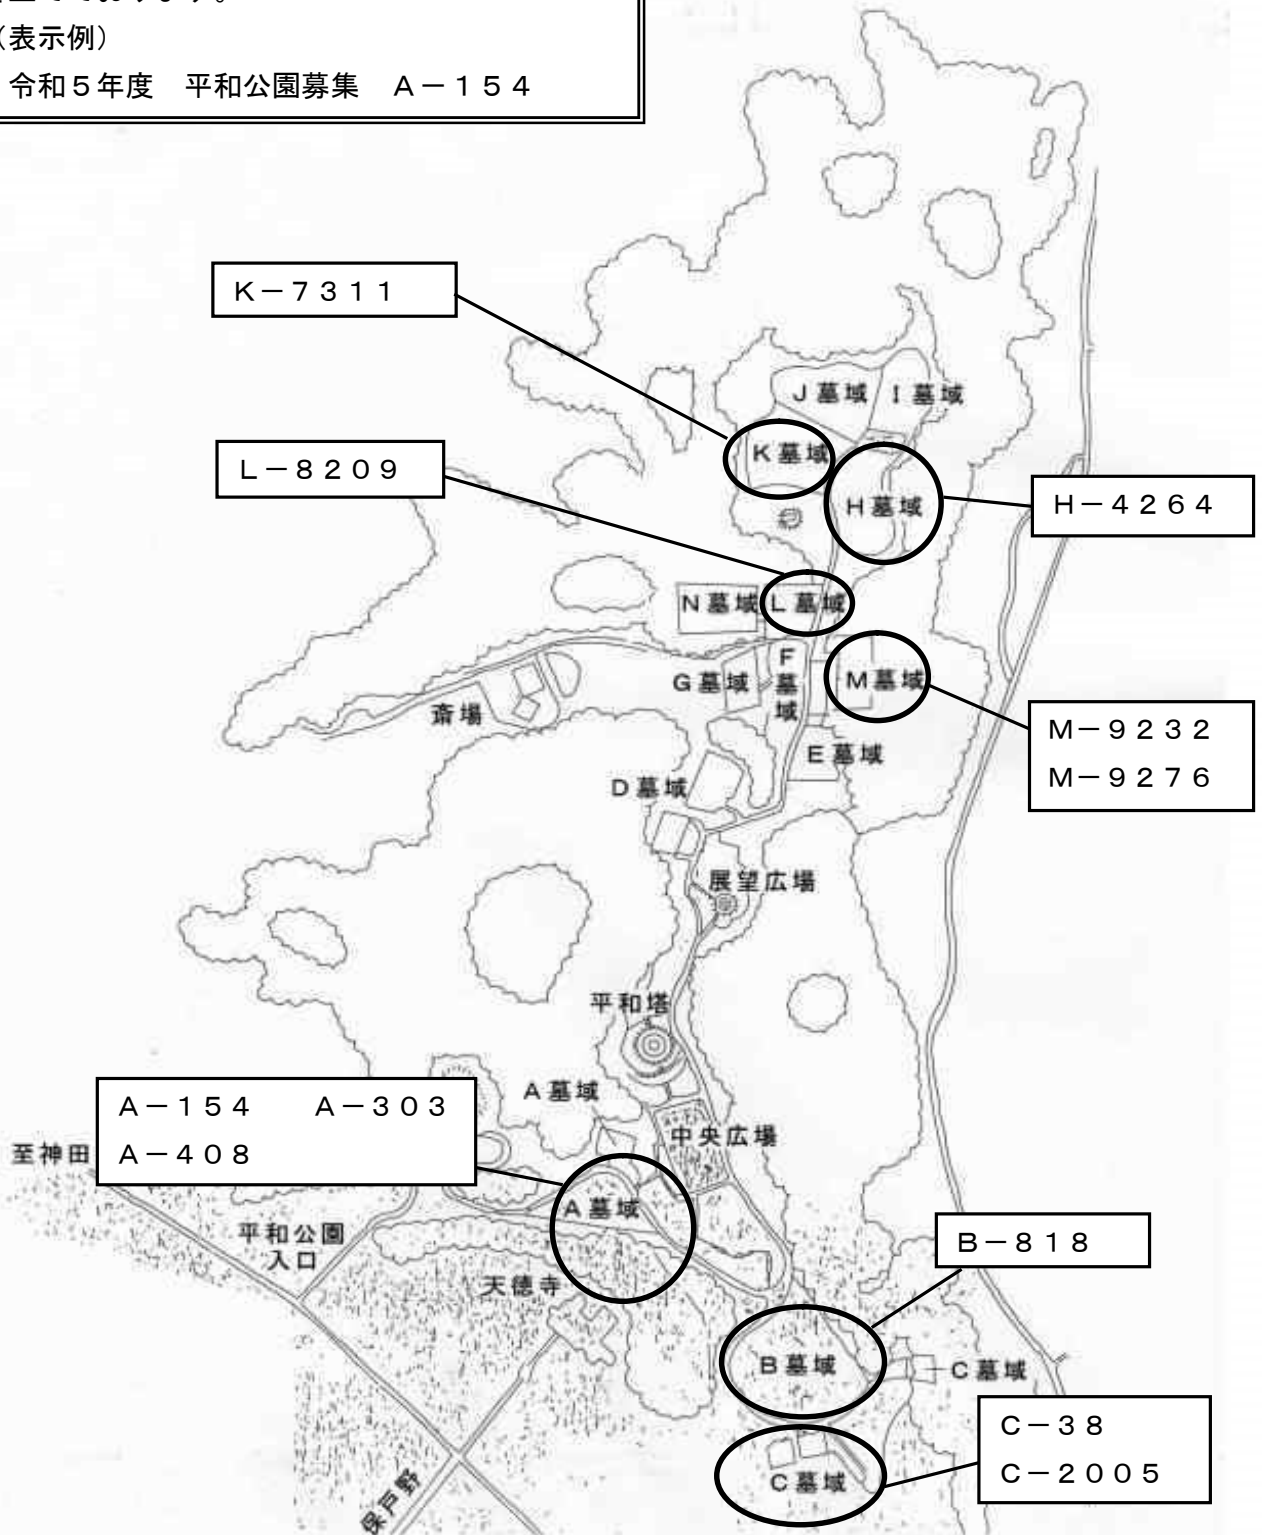 （表示例）
令和５年度　平和公園募集　Ａ－１５４
Ｋ－７３１１
Ｊ墓域
Ｉ墓域
Ｋ墓域
Ｌ－８２０９
Ｈ墓域
Ｈ－４２６４
Ｎ墓域
Ｌ墓域
Ｆ墓域
Ｇ墓域
Ｍ墓域
斎場
Ｍ－９２３２
Ｍ－９２７６
Ｅ墓域
Ｄ墓域
展望広場
平和塔
Ａ墓域
Ａ－１５４　　Ａ－３０３
Ａ－４０８
中央広場
至神田
Ａ墓域
平和公園
入口
Ｂ－８１８
天徳寺
Ｂ墓域
Ｃ墓域
Ｃ－３８
Ｃ－２００５
Ｃ墓域
保戸野